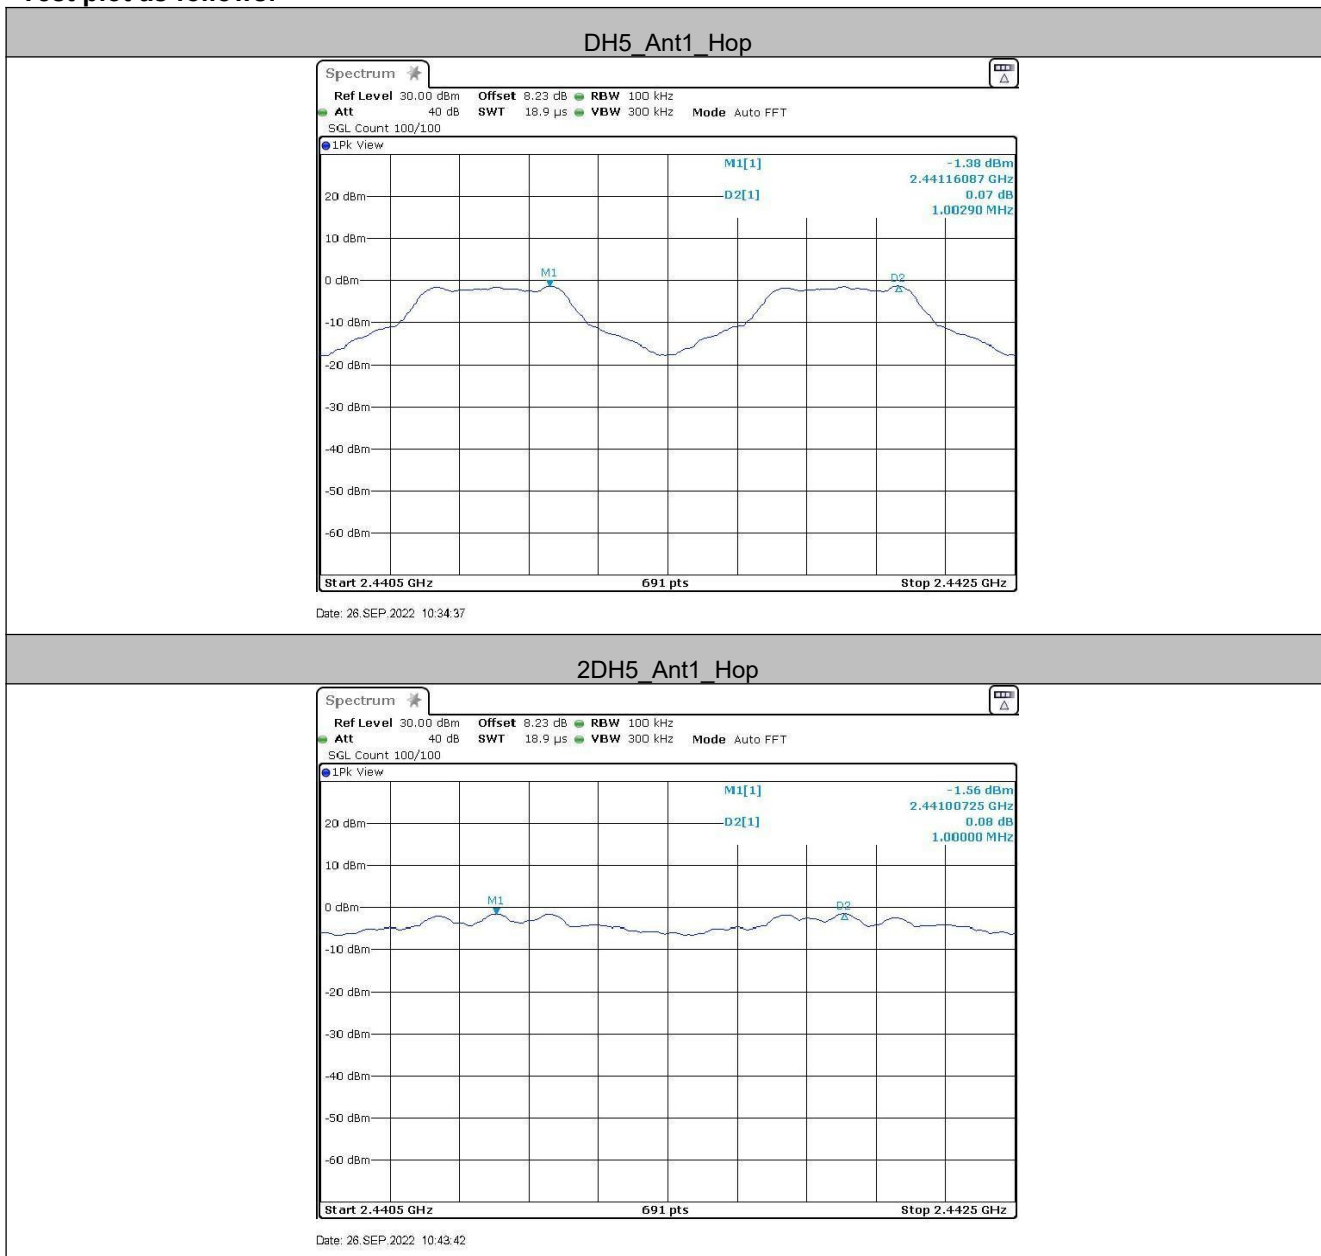 Test plot as follows:
DH5_Ant1_Hop
Spectrum
Ref Level 30.00 dBm Offset 8.23 dB RBW 100 kHz
Att 40 dB SWT 18.9 µs VBW 300 kHz Mode Auto FFT
SGL Count 100/100
1Pk View
M1[1] -1.38 dBm
2.44116087 GHz
20 dBm D2[1] 0.07 dB
1.00290 MHz
10 dBm
M1
0 dBm D2
-10 dBm
-20 dBm
-30 dBm
-40 dBm
-50 dBm
-60 dBm
Start 2.4405 GHz 691 pts Stop 2.4425 GHz
Date: 26.SEP.2022 10:34:37
2DH5_Ant1_Hop
Spectrum
Ref Level 30.00 dBm Offset 8.23 dB RBW 100 kHz
Att 40 dB SWT 18.9 µs VBW 300 kHz Mode Auto FFT
SGL Count 100/100
1Pk View
M1[1] -1.56 dBm
2.44100725 GHz
20 dBm D2[1] 0.08 dB
1.00000 MHz
10 dBm
M1
0 dBm D2
-10 dBm
-20 dBm
-30 dBm
-40 dBm
-50 dBm
-60 dBm
Start 2.4405 GHz 691 pts Stop 2.4425 GHz
Date: 26.SEP.2022 10:43:42